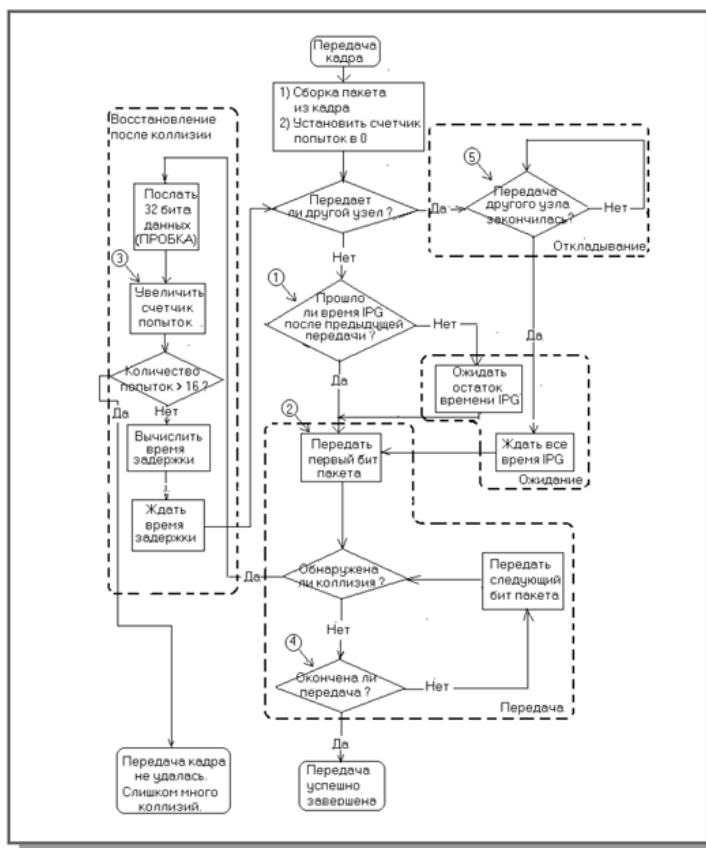 Передача
кадра
1) Сборка пакета
из кадра
2) Установить счетчик
попыток в 0
Восстановление
после коллизии
5
Послать
32 бита
данных
(ПРОБКА)
Передает
ли другой узел ?
Да
Передача
другого узла
закончилась?
Нет
Откладывание
3
Увеличить
счетчик
попыток
Нет
1
Прошло
ли время IPG
после предыдущей
передачи ?
Нет
Да
Количество
попыток > 16 ?
Да
Нет
Да
Ожидать
остаток
времени IPG
2
Вычислить
время
задержки
Передать
первый бит
пакета
Ждать все
время IPG
Ожидание
Ждать
время
задержки
Обнаружена
ли коллизия ?
Да
Передать
следующий
бит пакета
Нет
4
Окончена ли
передача ?
Нет
Передача
Да
Передача кадра
не удалась.
Слишком много
коллизий.
Передача
успешно
завершена